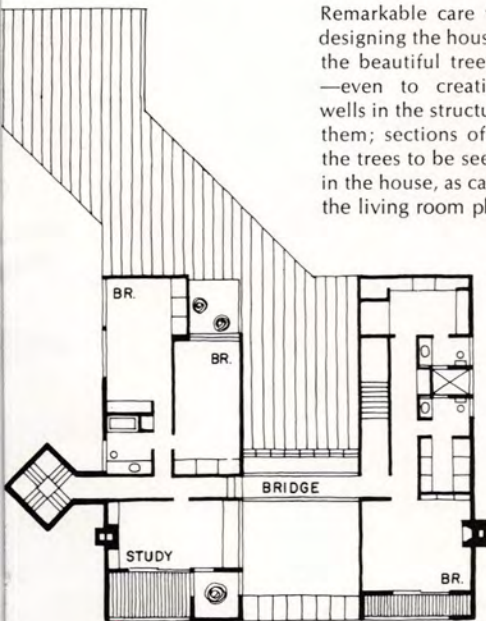 Remarkable care
designing the hous
the beautiful tree
—even to creati
wells in the structu
them; sections of
the trees to be see
in the house, as ca
the living room pl
BR.
BR.
BRIDGE
STUDY
BR.